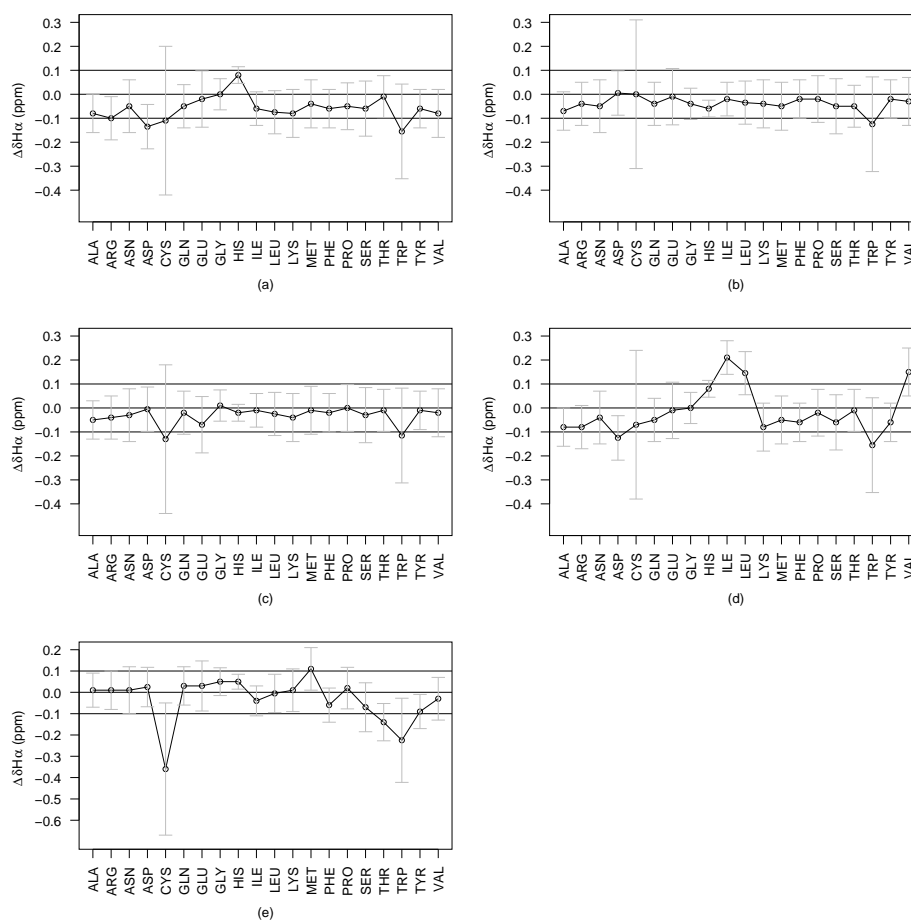 0.3
0.2
0.1
0.0
−0.1
−0.2
−0.3
−0.4
ΔδHα (ppm)
ALA ARG ASN ASP CYS GLN GLU GLY HIS ILE LEU LYS MET PHE PRO SER THR TRP TYR VAL
(a)
0.3
0.2
0.1
0.0
−0.1
−0.2
−0.3
−0.4
ΔδHα (ppm)
ALA ARG ASN ASP CYS GLN GLU GLY HIS ILE LEU LYS MET PHE PRO SER THR TRP TYR VAL
(b)
0.3
0.2
0.1
0.0
−0.1
−0.2
−0.3
−0.4
ΔδHα (ppm)
ALA ARG ASN ASP CYS GLN GLU GLY HIS ILE LEU LYS MET PHE PRO SER THR TRP TYR VAL
(c)
0.3
0.2
0.1
0.0
−0.1
−0.2
−0.3
−0.4
ΔδHα (ppm)
ALA ARG ASN ASP CYS GLN GLU GLY HIS ILE LEU LYS MET PHE PRO SER THR TRP TYR VAL
(d)
0.2
0.1
0.0
−0.1
−0.2
−0.3
−0.4
−0.5
−0.6
ΔδHα (ppm)
ALA ARG ASN ASP CYS GLN GLU GLY HIS ILE LEU LYS MET PHE PRO SER THR TRP TYR VAL
(e)